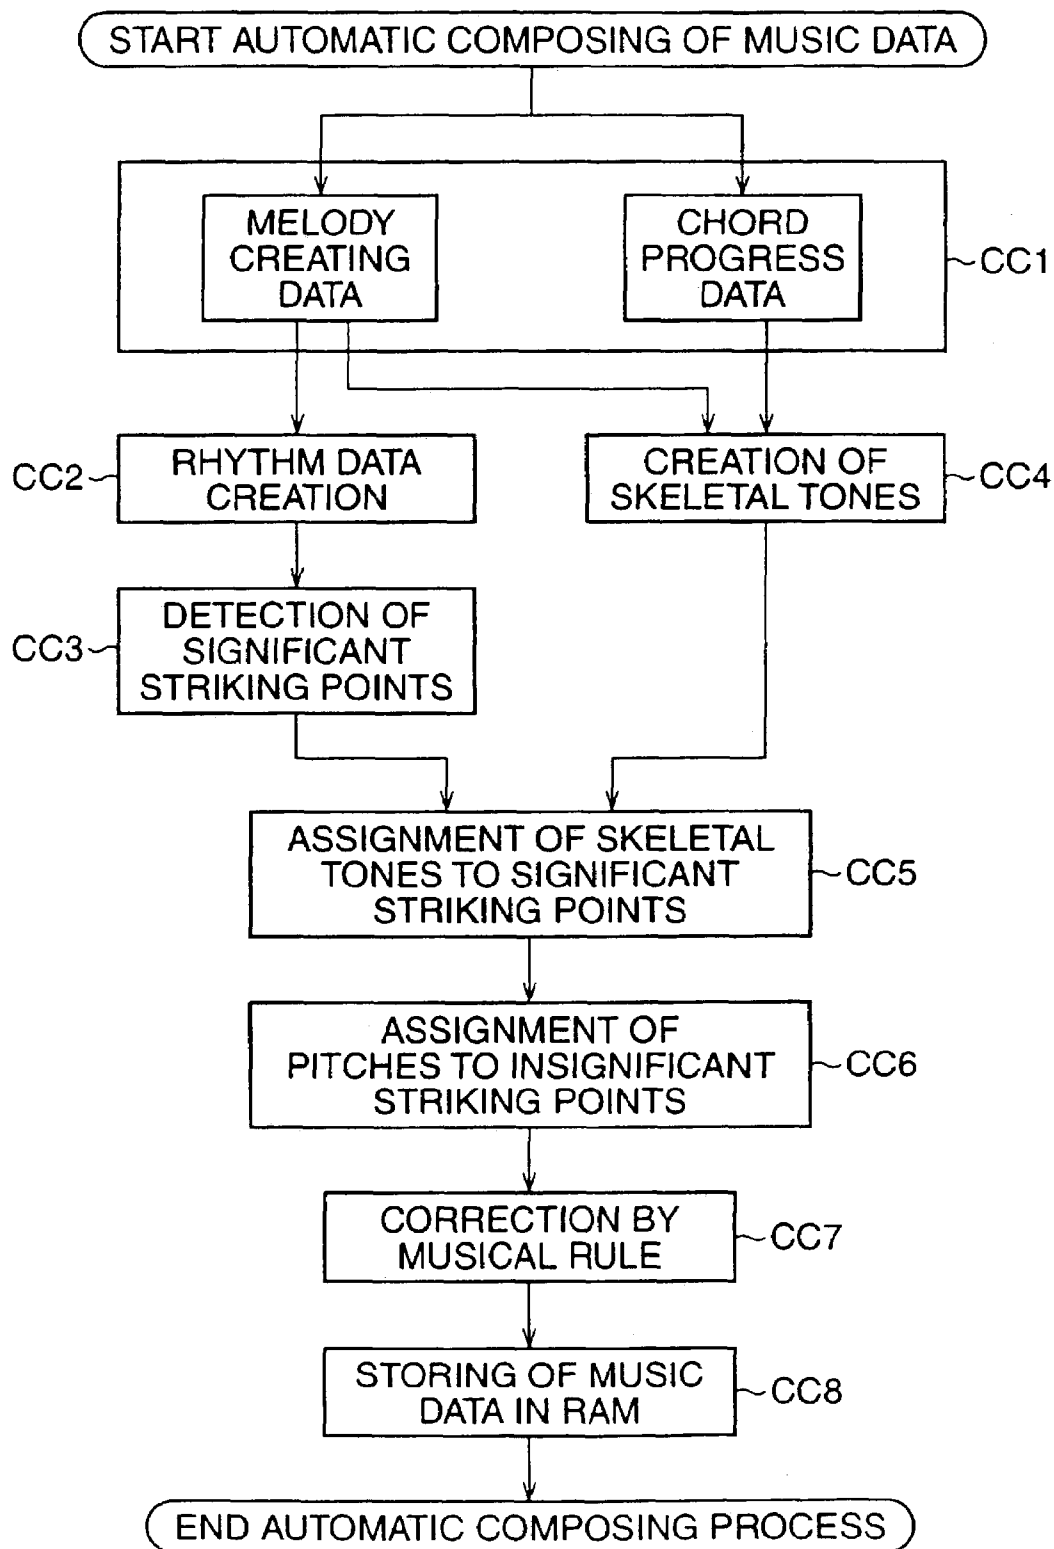 START AUTOMATIC COMPOSING OF MUSIC DATA
MELODY
CREATING
DATA
CHORD
PROGRESS
DATA
CC1
CC2
RHYTHM DATA
CREATION
CREATION OF
SKELETAL TONES
CC4
CC3
DETECTION OF
SIGNIFICANT
STRIKING POINTS
ASSIGNMENT OF SKELETAL
TONES TO SIGNIFICANT
STRIKING POINTS
CC5
ASSIGNMENT OF
PITCHES TO INSIGNIFICANT
STRIKING POINTS
CC6
CORRECTION BY
MUSICAL RULE
CC7
STORING OF MUSIC
DATA IN RAM
CC8
END AUTOMATIC COMPOSING PROCESS